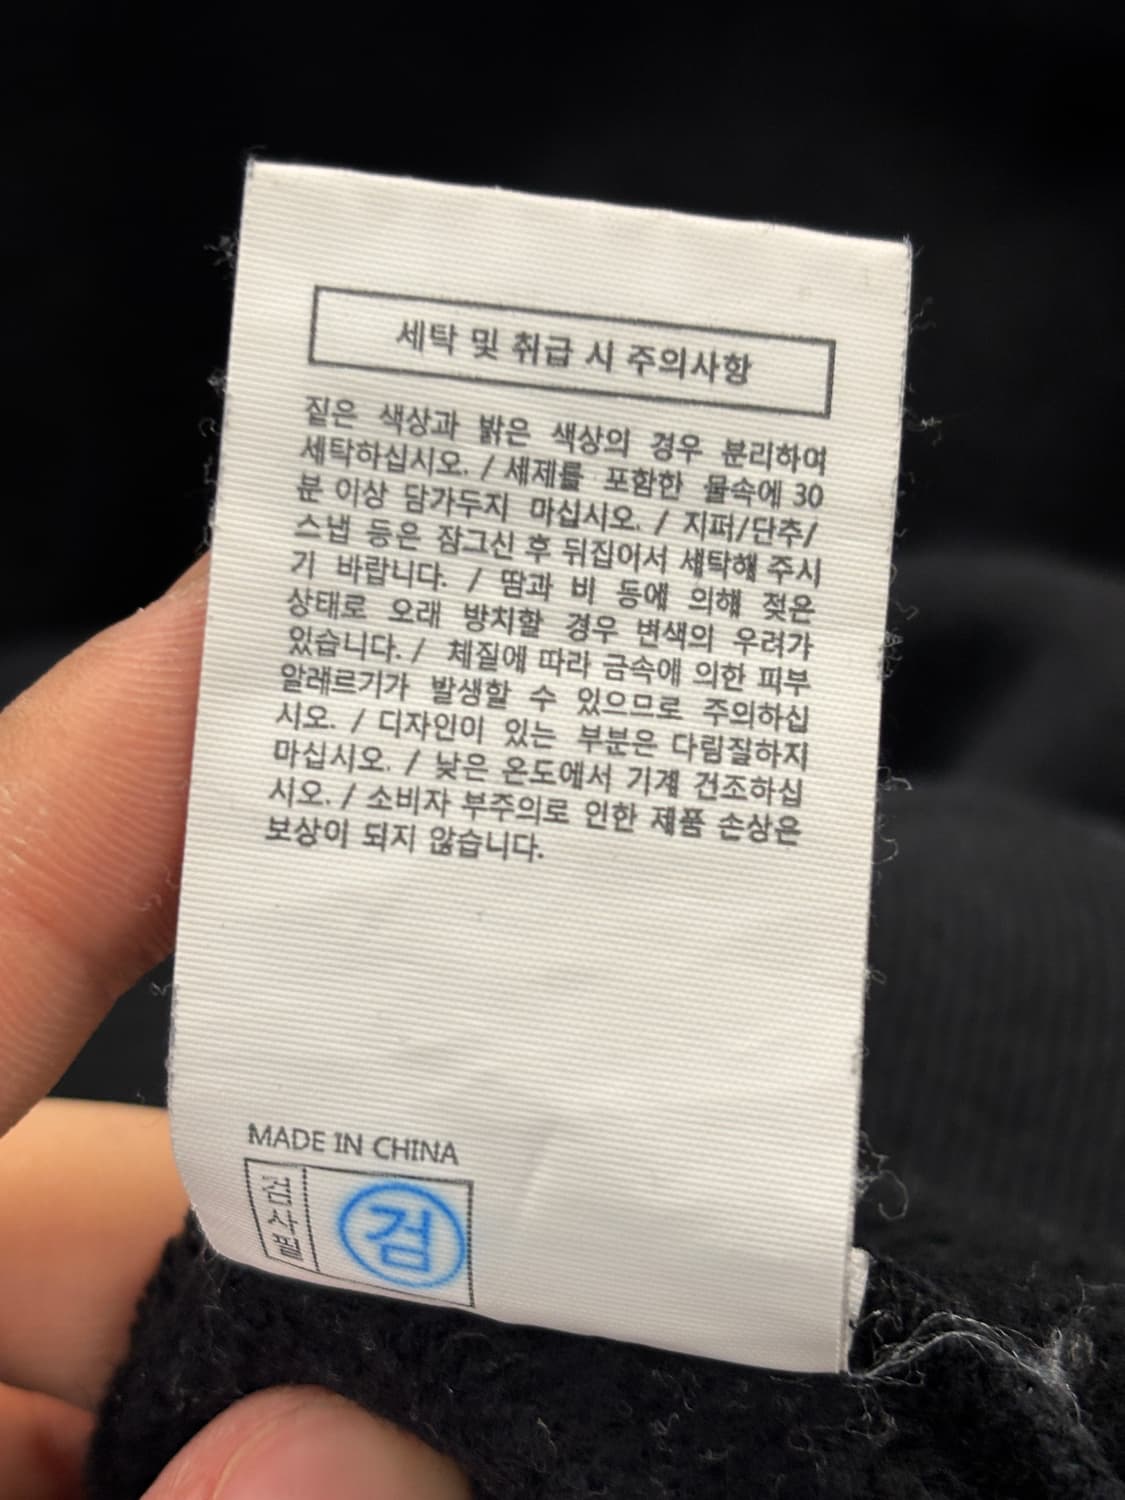 세탁 및 취급 시 주의사항
짙은 색상과 밝은 색상의 경우 분리하여
세탁하십시오. / 세제를 포함한 물속에 30
분 이상 담가두지 마십시오. / 지퍼/단추/
스냅 등은 잠그신 후 뒤집어서 세탁해 주시
기 바랍니다. / 땀과 비 등에 의해 젖은
상태로 오래 방치할 경우 변색의 우려가
있습니다. / 체질에 따라 금속에 의한 피부
알레르기가 발생할 수 있으므로 주의하십
시오. / 디자인이 있는 부분은 다림질하지
마십시오. / 낮은 온도에서 기계 건조하십
시오. / 소비자 부주의로 인한 제품 손상은
보상이 되지 않습니다.
MADE IN CHINA
검사필
검